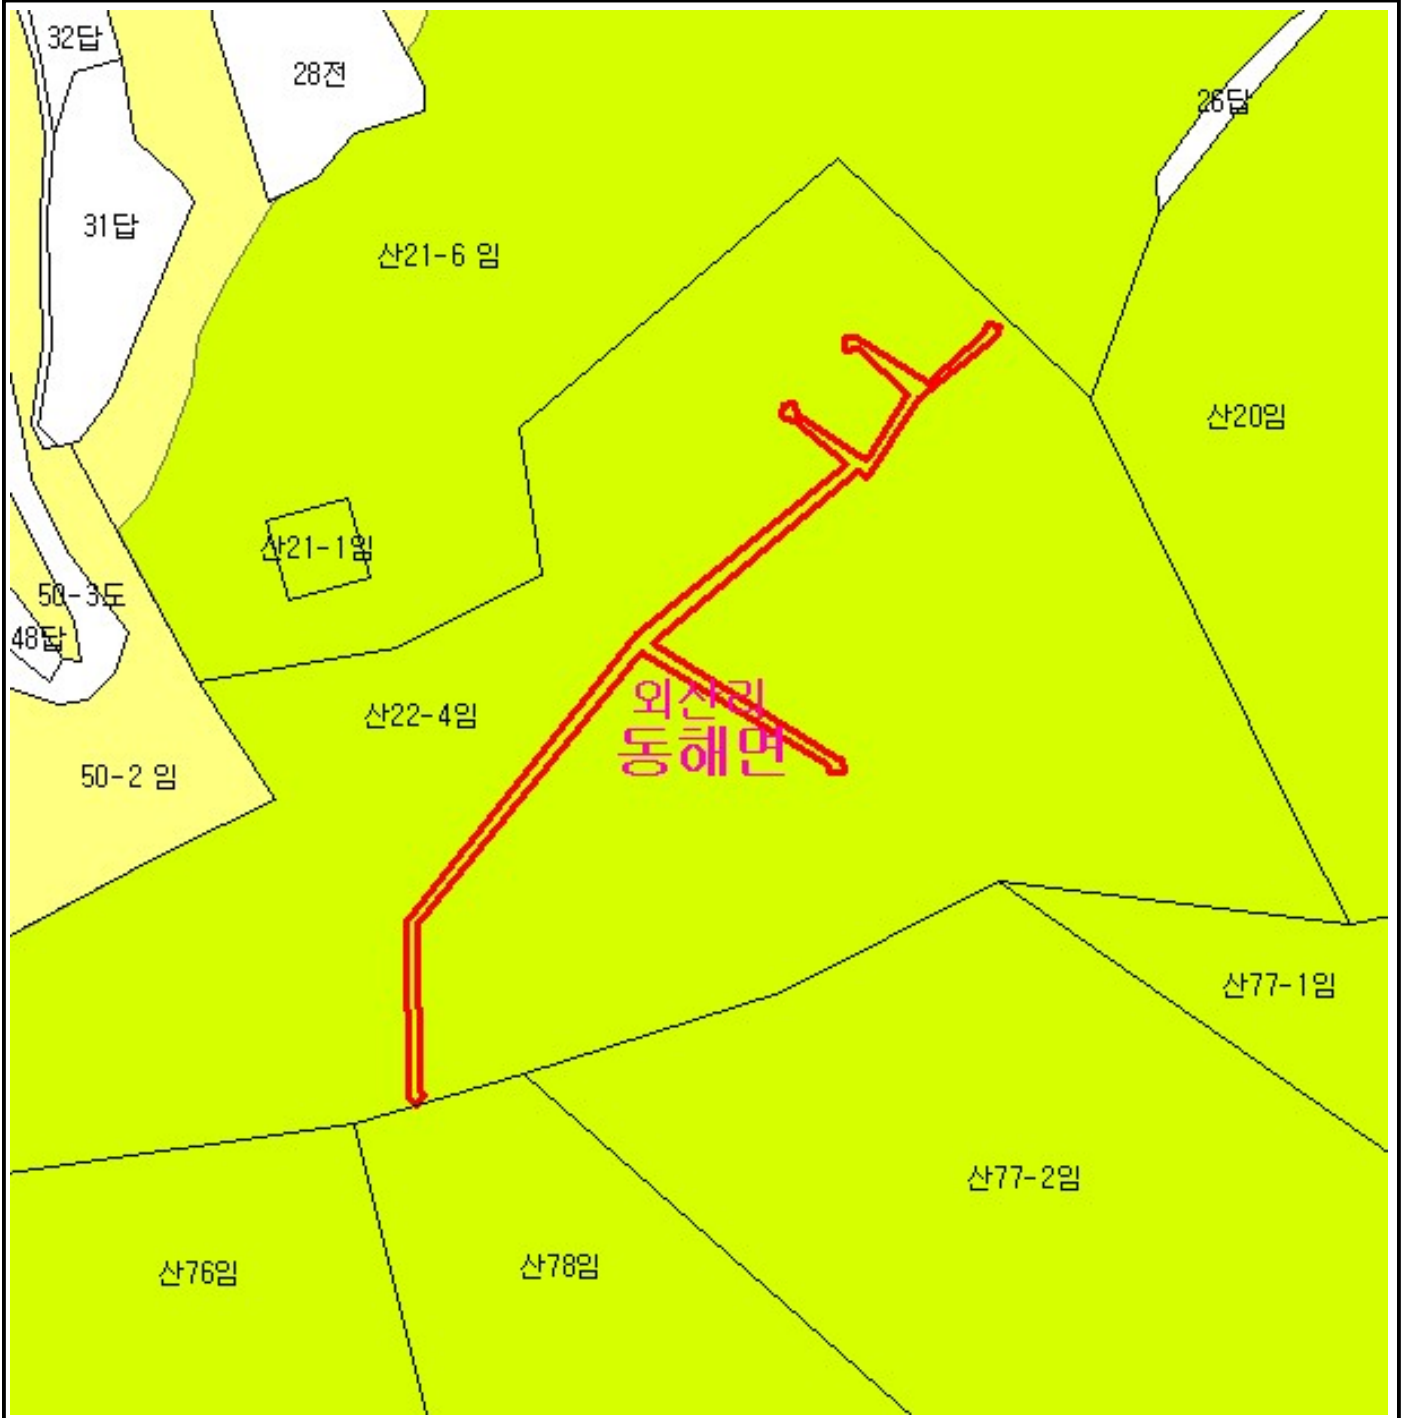 32답
28전
26답
31답
산21-6 임
산20임
산21-1임
50-3도
48답
외산리
산22-4임
동해면
50-2 임
산77-1임
산77-2임
산76임
산78임